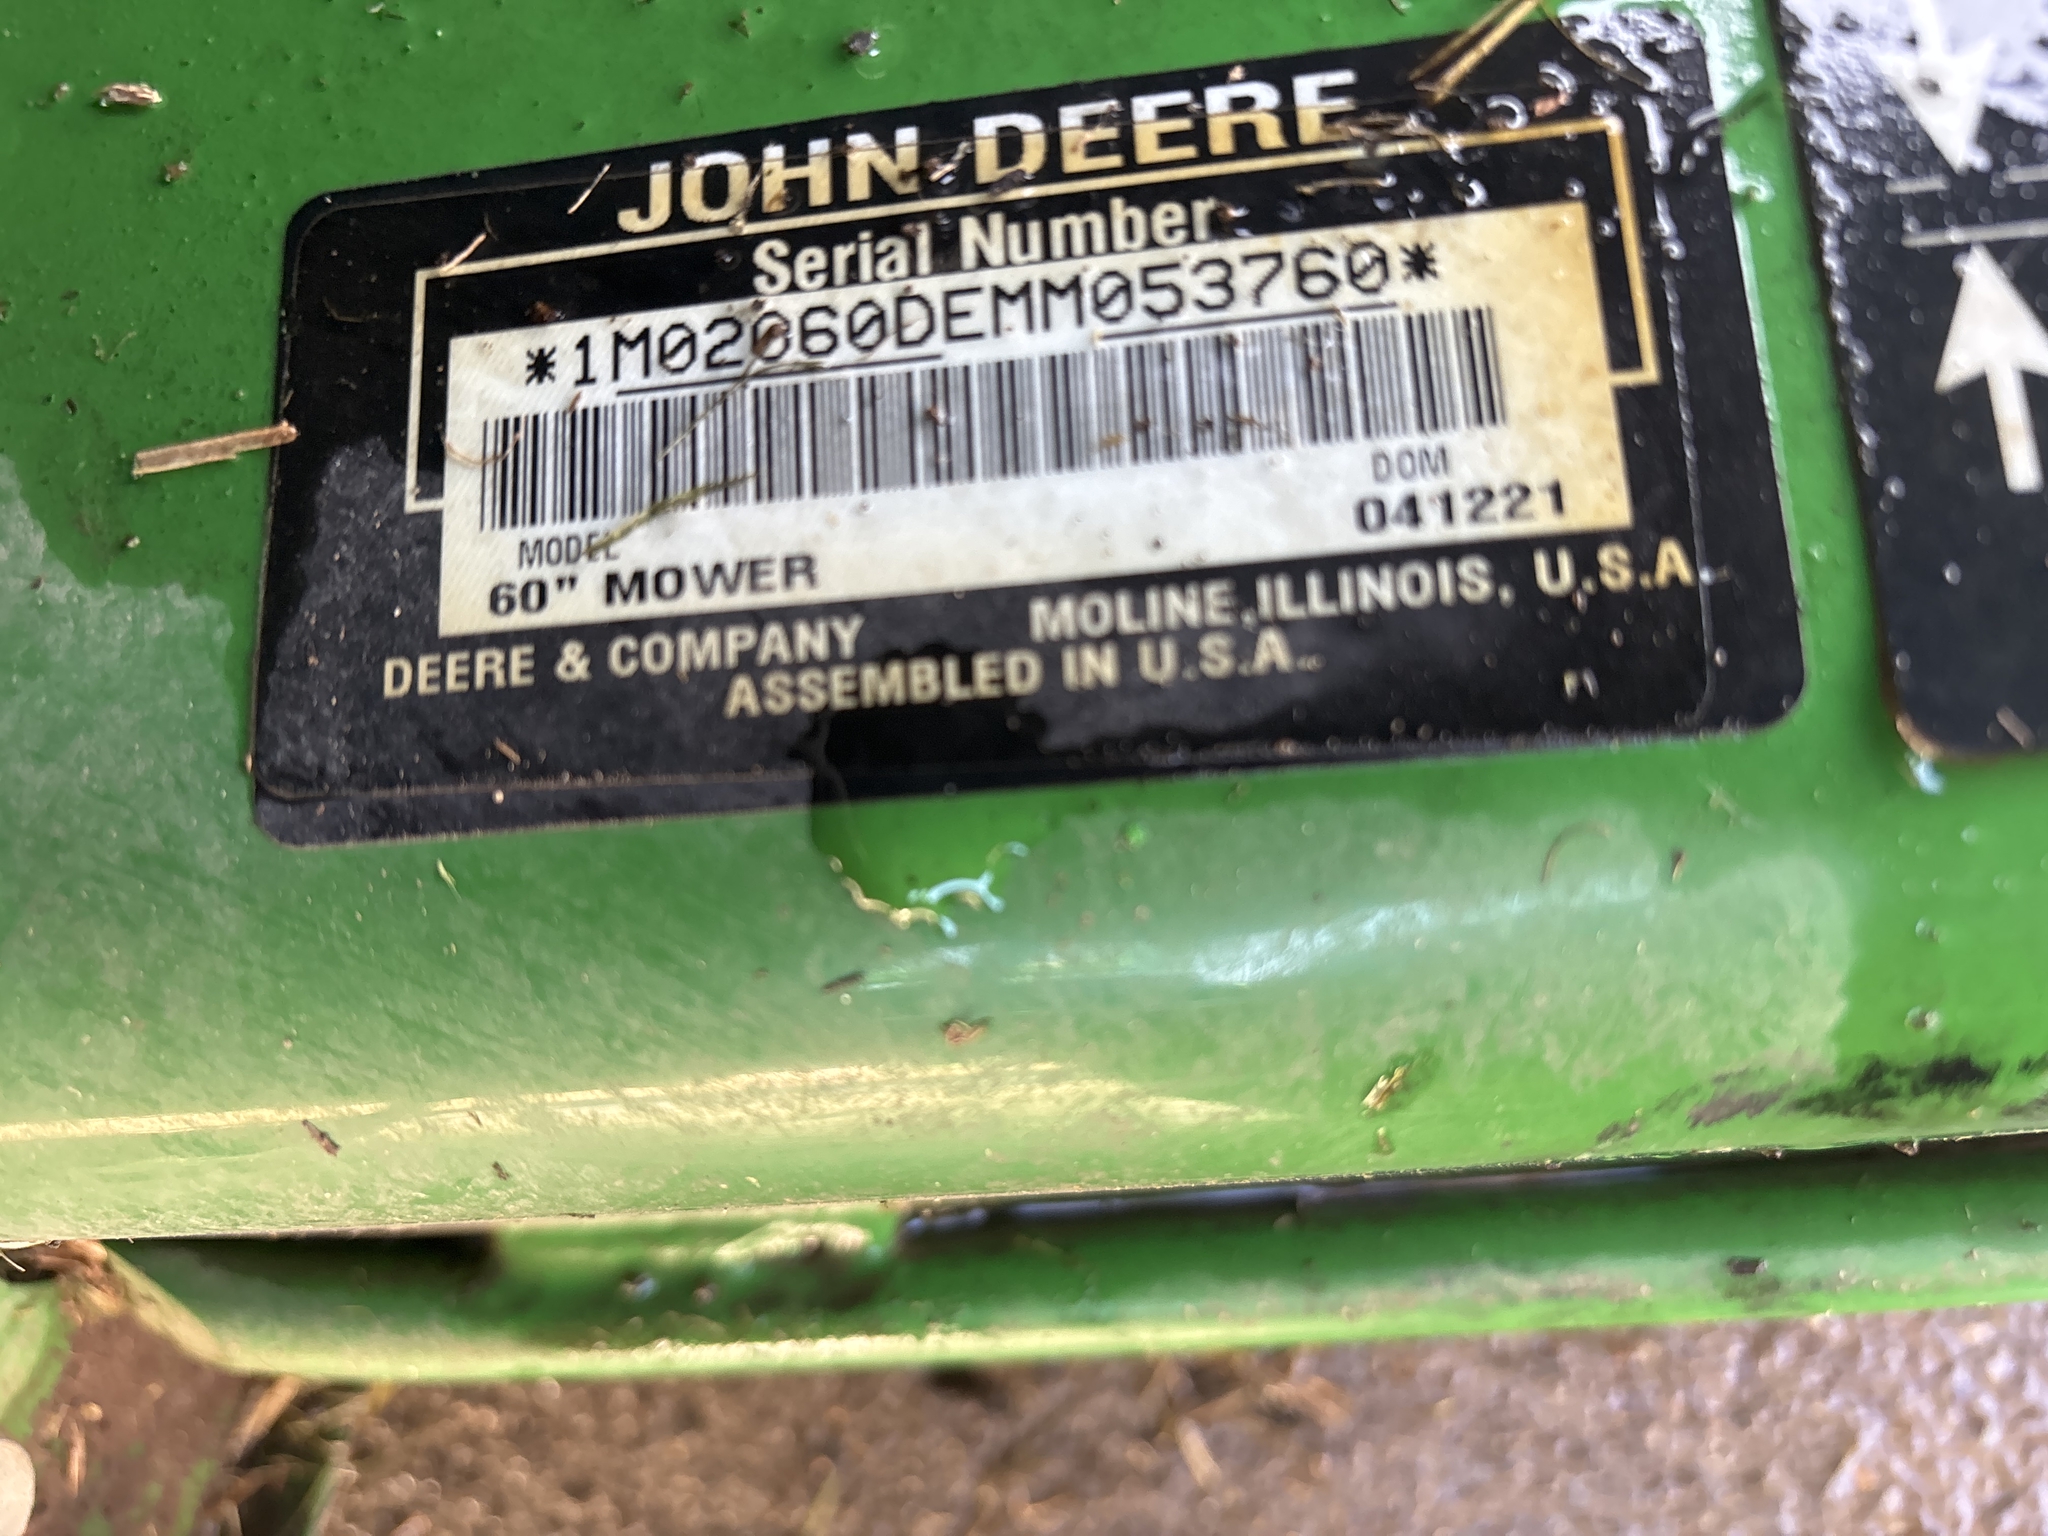 JOHN DEERE
Serial Number
*1M02060DEMM053760*
DOM
MODEL
041221
60" MOWER
DEERE & COMPANY MOLINE, ILLINOIS, U.S.A
ASSEMBLED IN U.S.A.